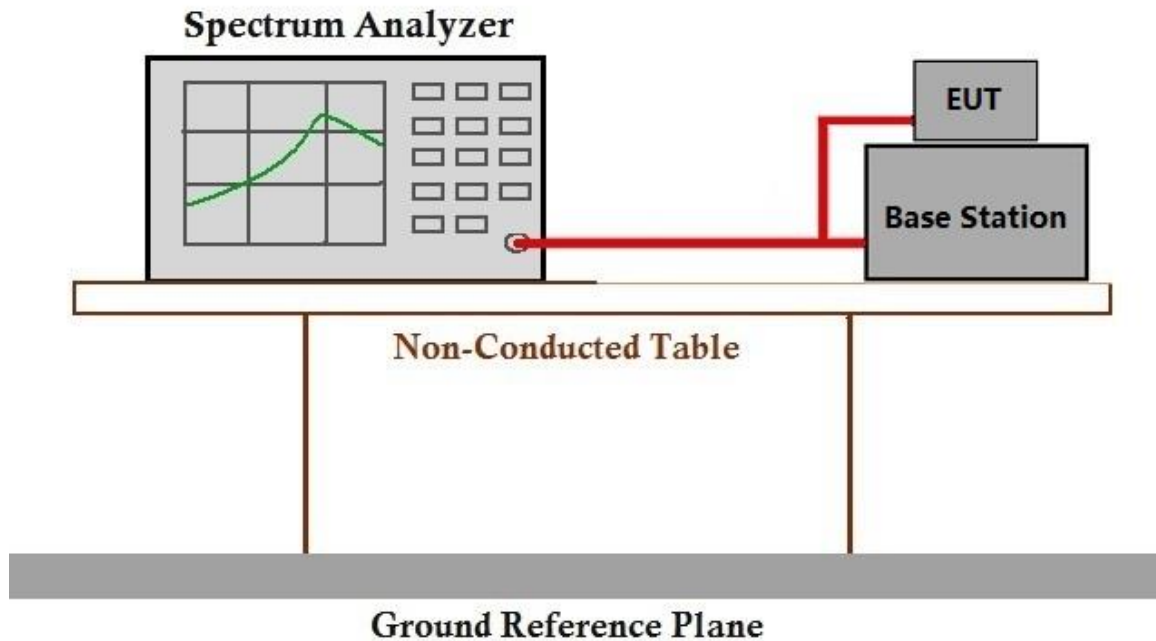 Spectrum Analyzer
EUT
Base Station
Non-Conducted Table
Ground Reference Plane